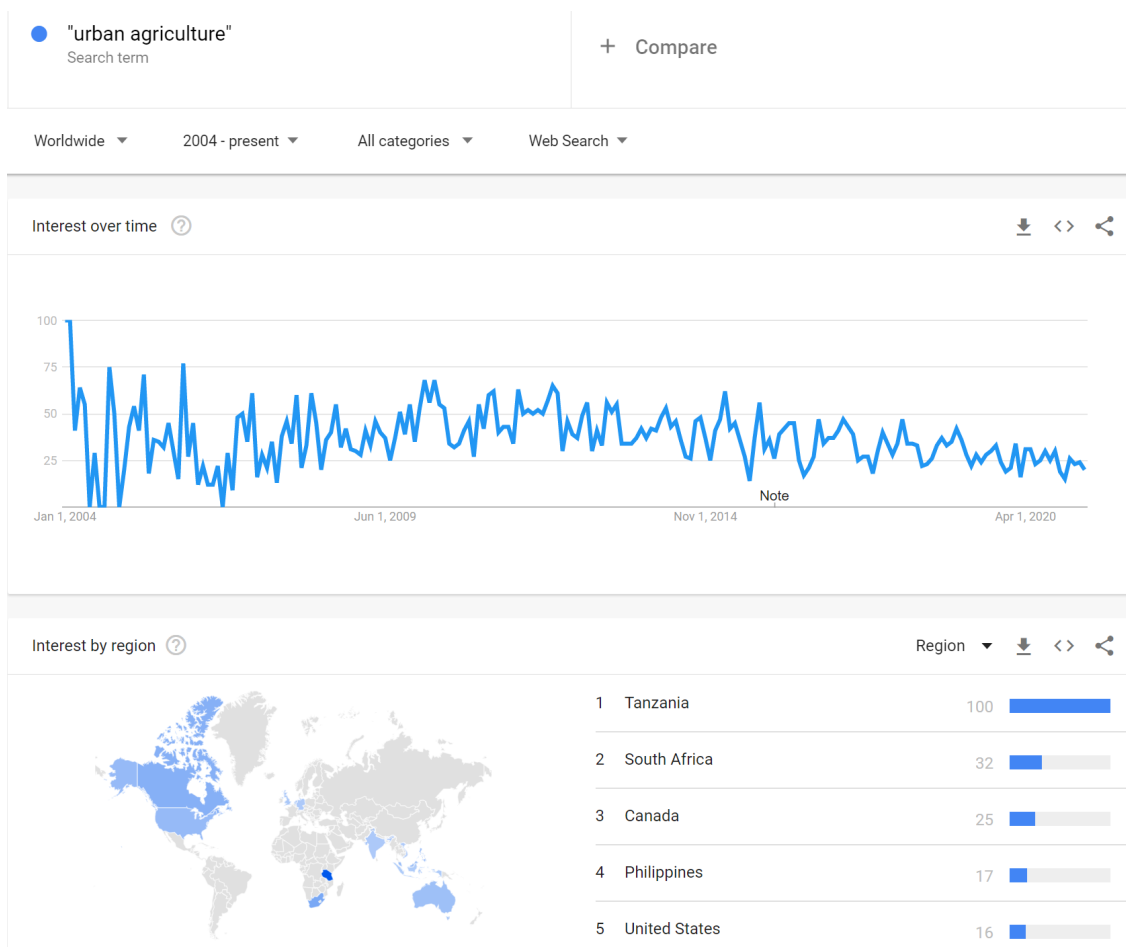 "urban agriculture"
Search term
+ Compare
Worldwide
2004 - present
All categories
Web Search
Interest over time
?
100
75
50
25
Note
Jan 1, 2004
Jun 1, 2009
Nov 1, 2014
Apr 1, 2020
Interest by region
?
Region
1 Tanzania 100
2 South Africa 32
3 Canada 25
4 Philippines 17
5 United States 16